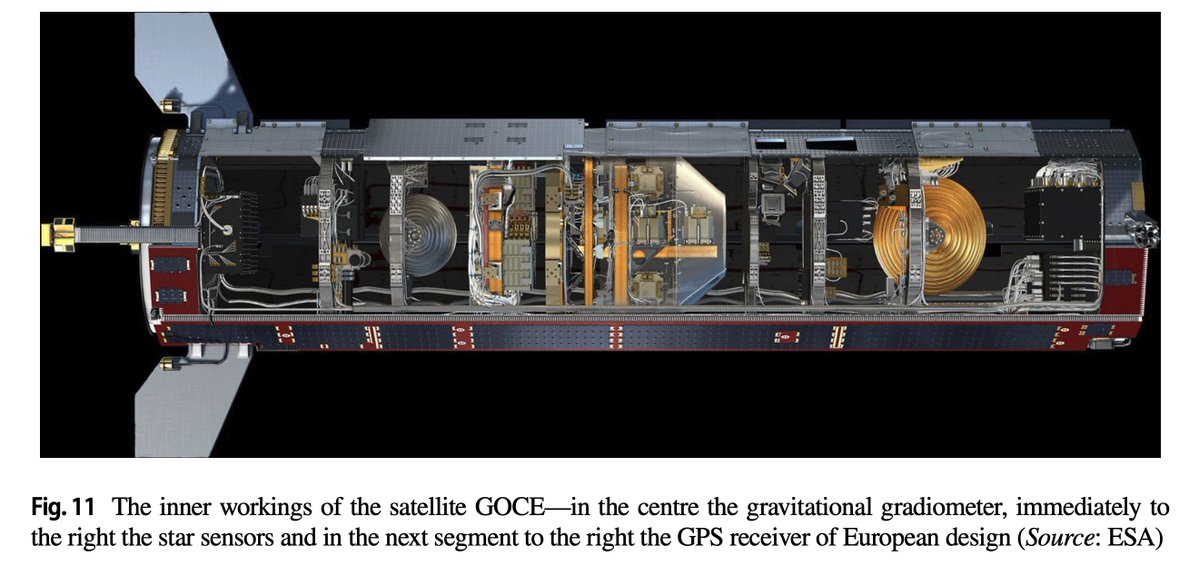 Fig. 11 The inner workings of the satellite GOCE—in the centre the gravitational gradiometer, immediately to
the right the star sensors and in the next segment to the right the GPS receiver of European design (Source: ESA)